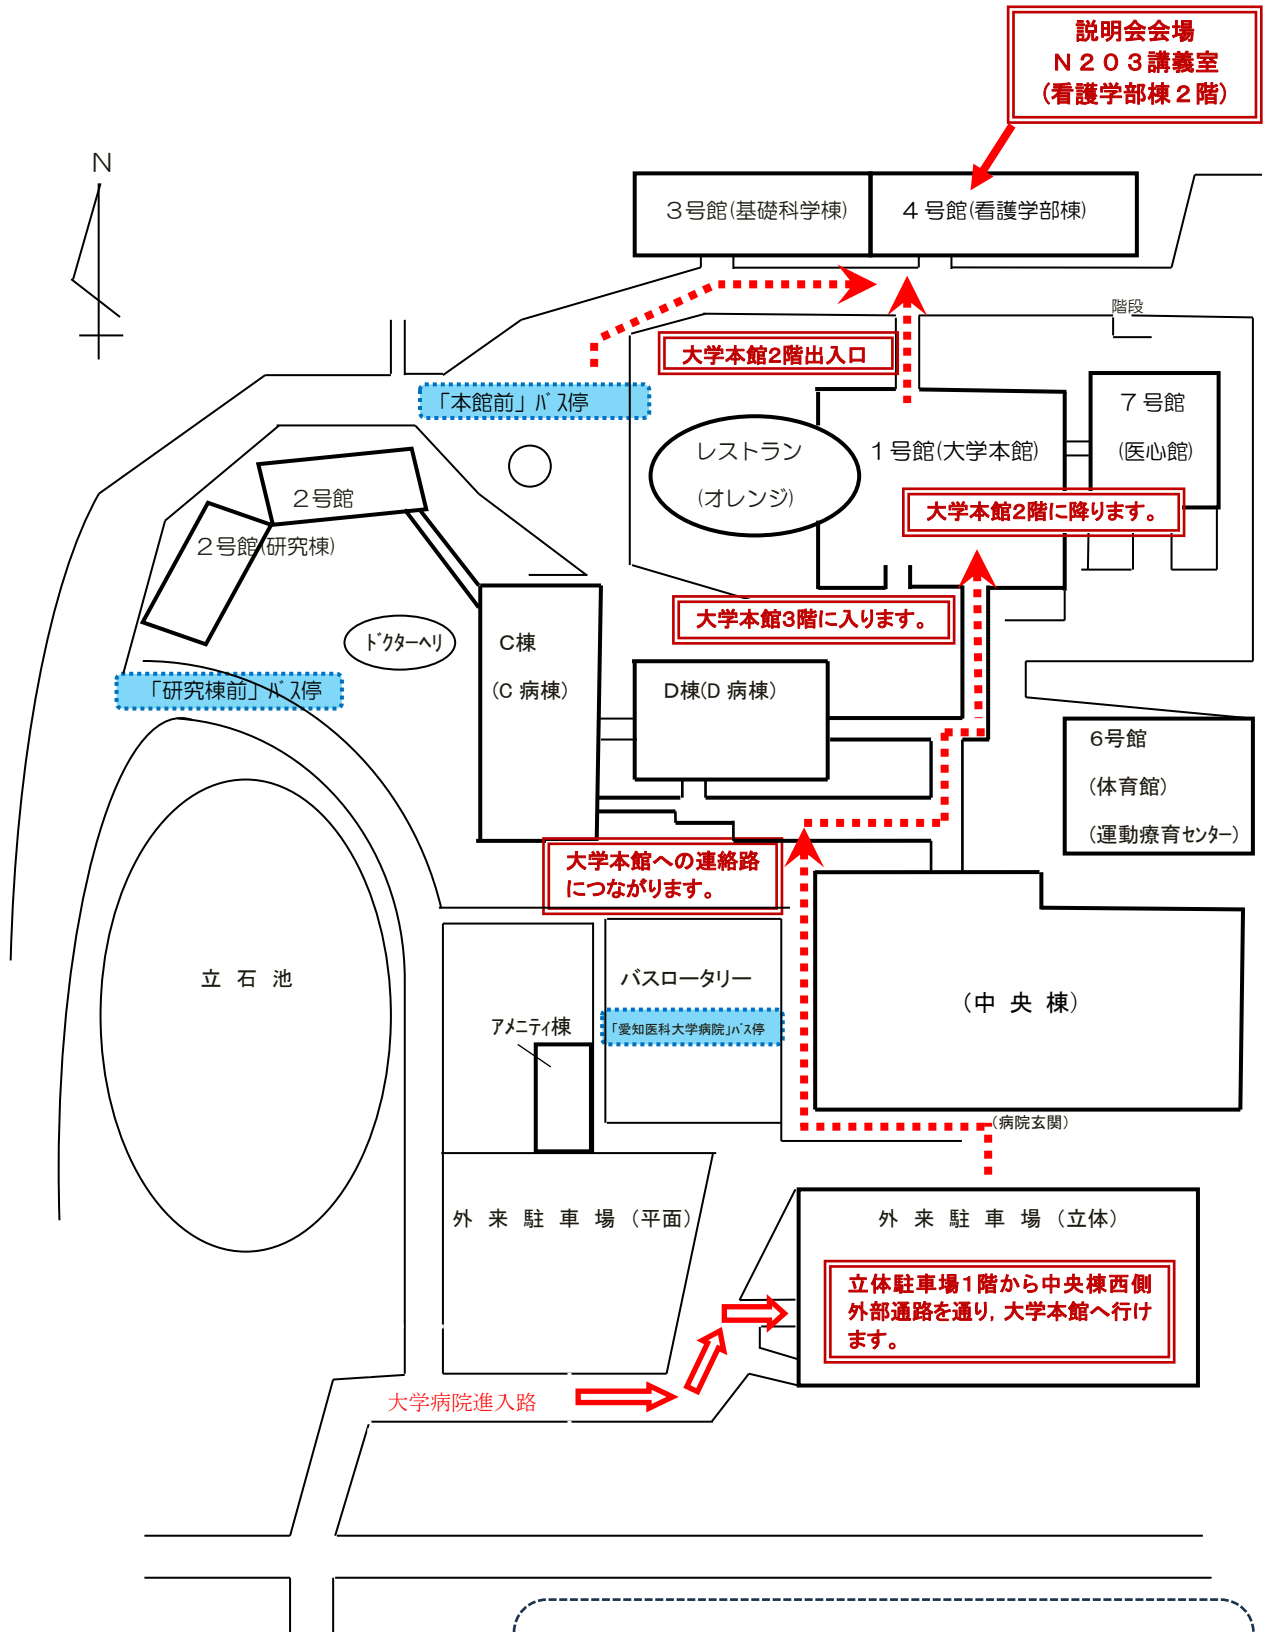 説明会会場
N203講義室
(看護学部棟2階)
N
3号館(基礎科学棟)
4号館(看護学部棟)
階段
大学本館2階出入口
「本館前」バス停
7号館
(医心館)
レストラン
(オレンジ)
1号館(大学本館)
2号館
大学本館2階に降ります。
2号館(研究棟)
大学本館3階に入ります。
ドクターヘリ
C棟
(C病棟)
D棟(D病棟)
「研究棟前」バス停
6号館
(体育館)
(運動療育センター)
大学本館への連絡路
につながります。
立石池
バスロータリー
(中央棟)
アメニティ棟
「愛知医科大学病院」バス停
(病院玄関)
外来駐車場(平面)
外来駐車場(立体)
立体駐車場1階から中央棟西側
外部通路を通り,大学本館へ行け
ます。
大学病院進入路